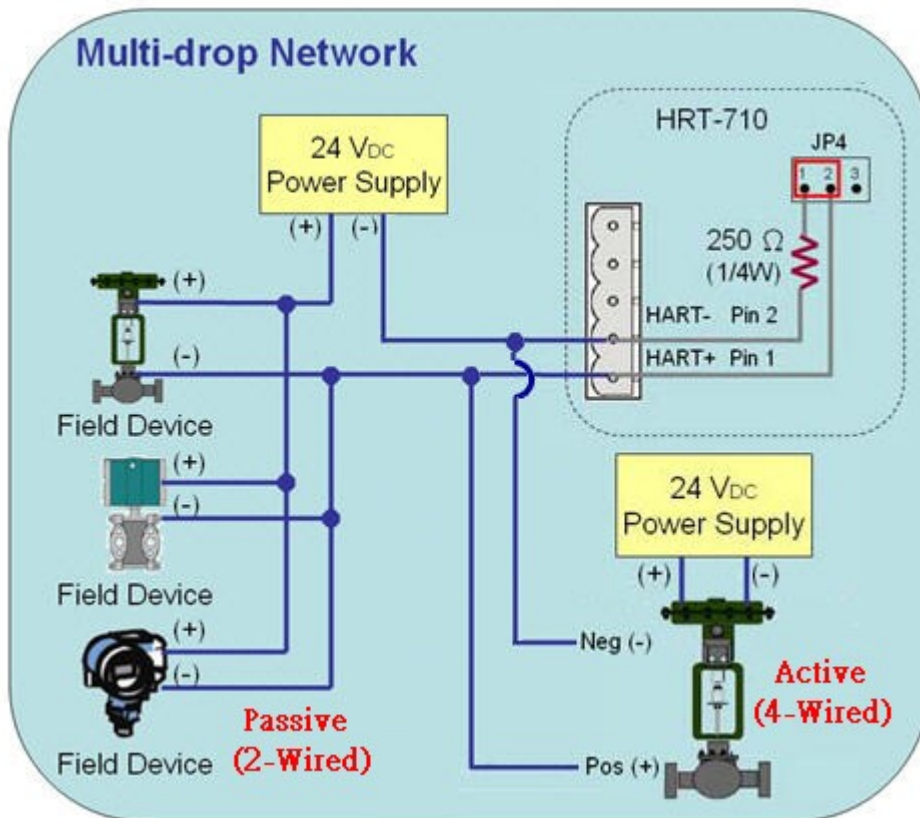 Multi-drop Network
24 VDC
Power Supply
(+)
(-)
HRT-710
JP4
1
2
3
250 Ω
(1/4W)
HART- Pin 2
HART+ Pin 1
(+)
(-)
Field Device
(+)
(-)
Field Device
(+)
(-)
Field Device
Passive
(2-Wired)
24 VDC
Power Supply
(+)
(-)
Neg (-)
Pos (+)
Active
(4-Wired)